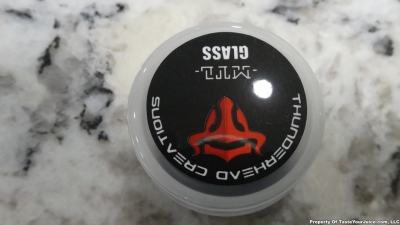 GLASS
-MTL-
THUNDERHEAD CREATIONS
Property Of TasteYourJuice.com, LLC